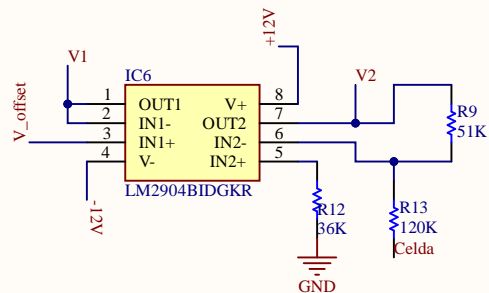 +12V
V1
IC6
V2
1
OUT1
V+
8
2
IN1-
OUT2
7
R9
51K
V_offset
3
IN1+
IN2-
6
4
V-
IN2+
5
LM2904BIDGKR
-12V
R12
36K
R13
120K
Celda
GND